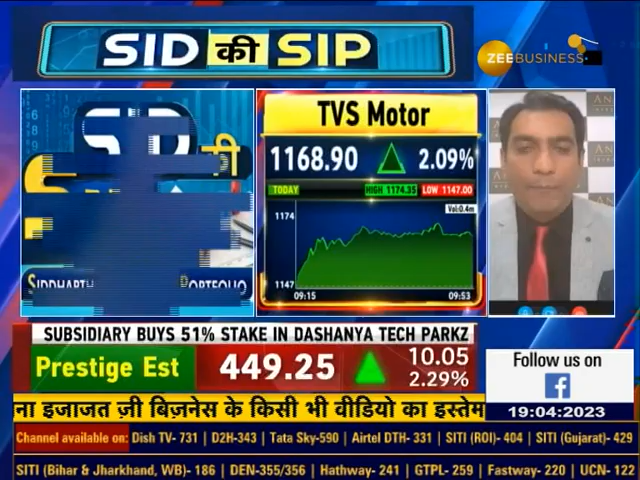 SID की SIP
ZEEBUSINESS
TVS Motor
1168.90 2.09%
TODAY HIGH 1174.35 LOW 1147.00
Vol:0.4m
1174
1147
09:15 09:53
SUBSIDIARY BUYS 51% STAKE IN DASHANYA TECH PARKZ
Prestige Est 449.25 10.05
2.29%
Follow us on
19:04:2023
ना इजाजत ज़ी बिज़नेस के किसी भी वीडियो का इस्तेम
Channel available on: Dish TV- 731 | D2H-343 | Tata Sky-590 | Airtel DTH- 331 | SITI (ROI)- 404 | SITI (Gujarat)- 429
SITI (Bihar & Jharkhand, WB)- 186 | DEN-355/356 | Hathway- 241 | GTPL- 259 | Fastway- 220 | UCN- 122